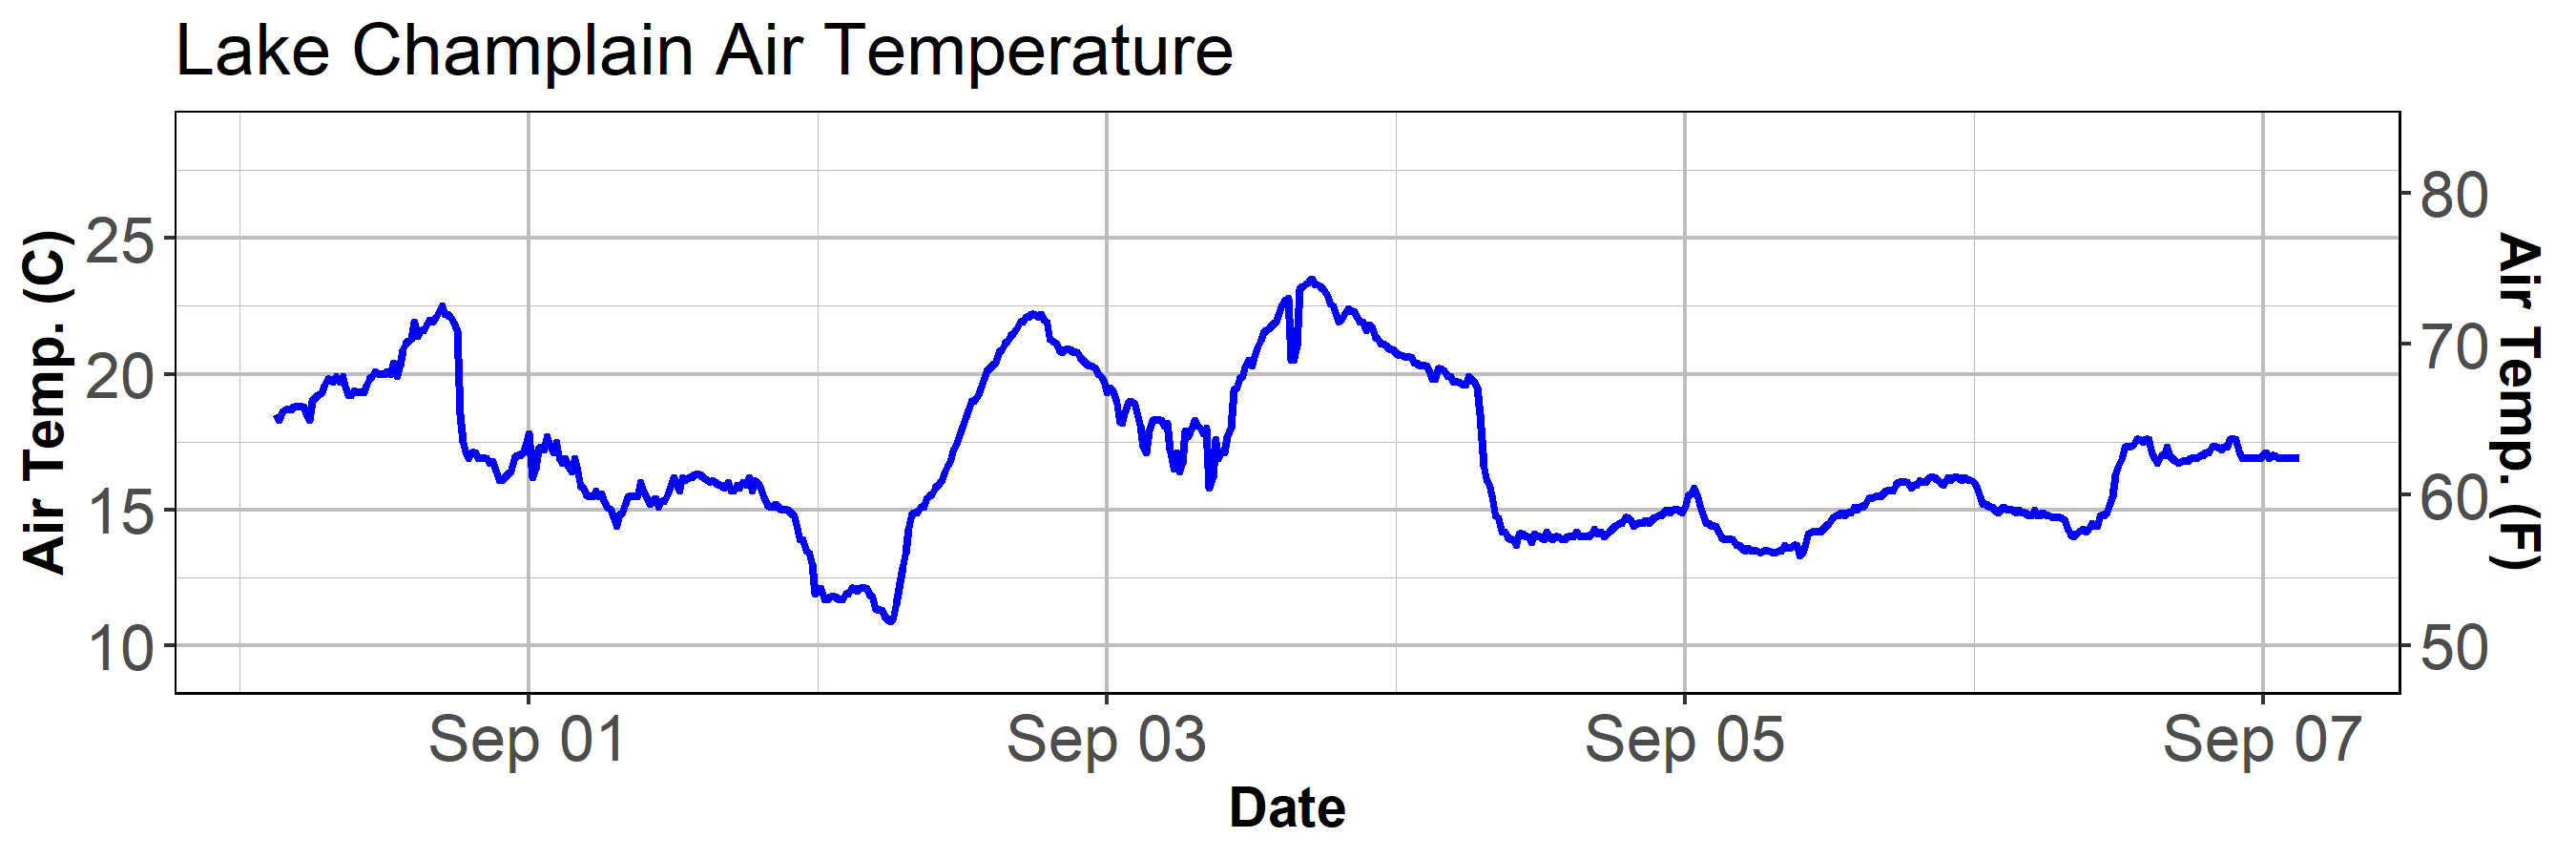 Lake Champlain Air Temperature
Air Temp. (C)
25
20
15
10
80
70
60
50
Air Temp. (F)
Sep 01
Sep 03
Sep 05
Sep 07
Date